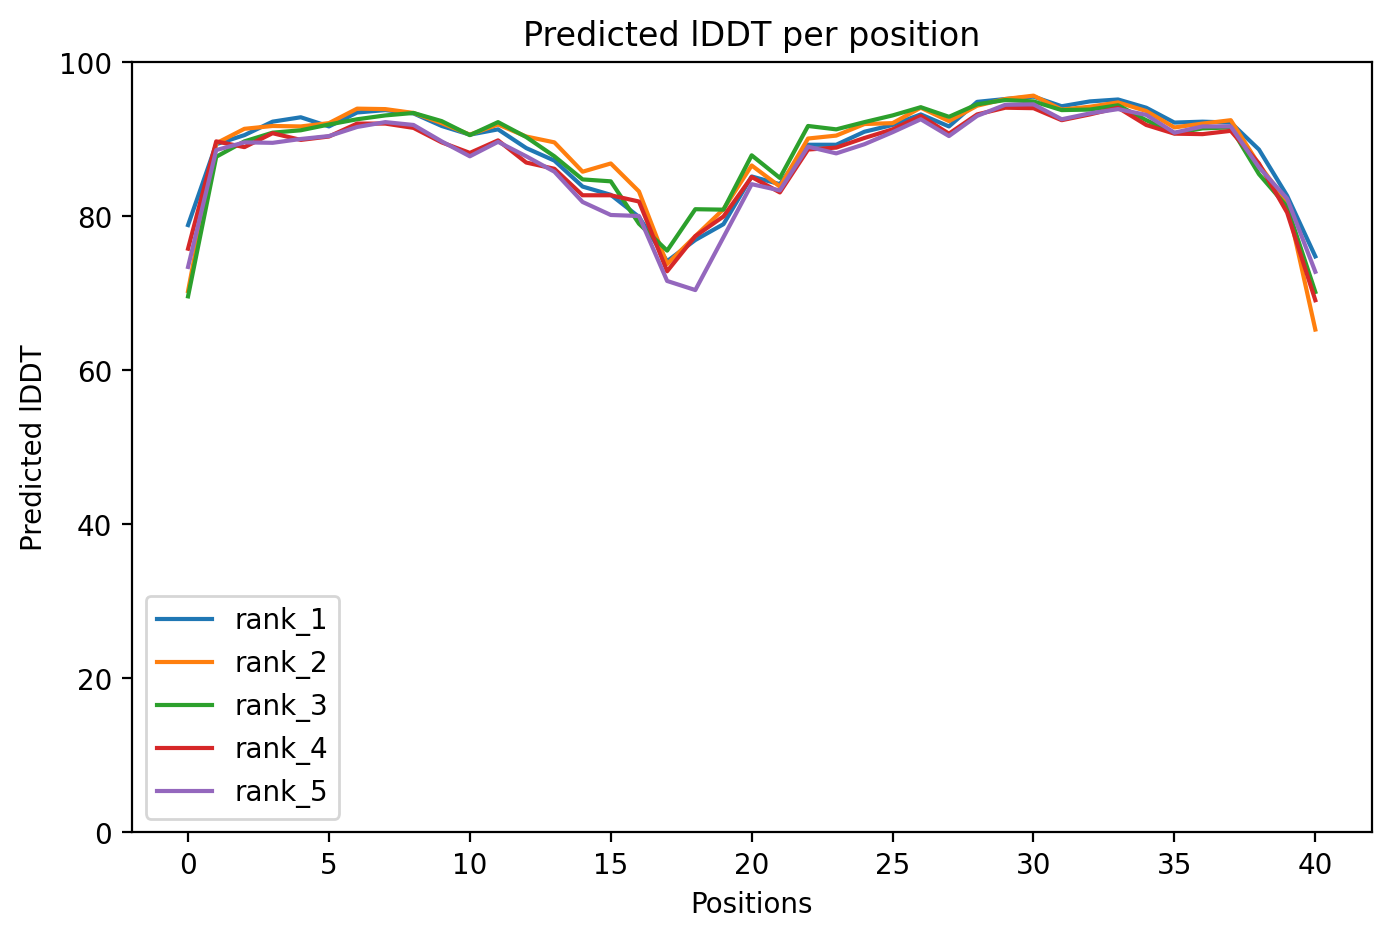 Predicted lDDT per position
100
80
60
40
20
0
Predicted lDDT
rank_1
rank_2
rank_3
rank_4
rank_5
0 5 10 15 20 25 30 35 40
Positions